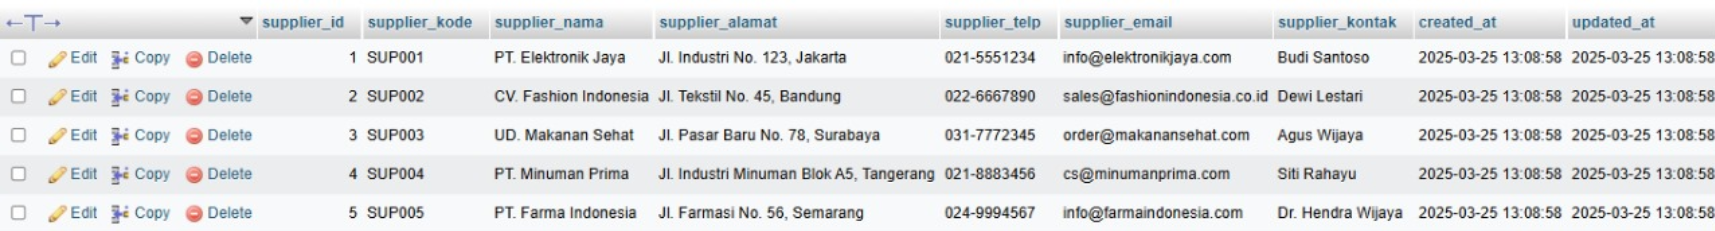 ←T→ supplier_id supplier_kode supplier_nama supplier_alamat supplier_telp supplier_email supplier_kontak created_at updated_at
Edit Copy Delete 1 SUP001 PT. Elektronik Jaya Jl. Industri No. 123, Jakarta 021-5551234 info@elektronikjaya.com Budi Santoso 2025-03-25 13:08:58 2025-03-25 13:08:58
Edit Copy Delete 2 SUP002 CV. Fashion Indonesia Jl. Tekstil No. 45, Bandung 022-6667890 sales@fashionindonesia.co.id Dewi Lestari 2025-03-25 13:08:58 2025-03-25 13:08:58
Edit Copy Delete 3 SUP003 UD. Makanan Sehat Jl. Pasar Baru No. 78, Surabaya 031-7772345 order@makanansehat.com Agus Wijaya 2025-03-25 13:08:58 2025-03-25 13:08:58
Edit Copy Delete 4 SUP004 PT. Minuman Prima Jl. Industri Minuman Blok A5, Tangerang 021-8883456 cs@minumanprima.com Siti Rahayu 2025-03-25 13:08:58 2025-03-25 13:08:58
Edit Copy Delete 5 SUP005 PT. Farma Indonesia Jl. Farmasi No. 56, Semarang 024-9994567 info@farmaindonesia.com Dr. Hendra Wijaya 2025-03-25 13:08:58 2025-03-25 13:08:58